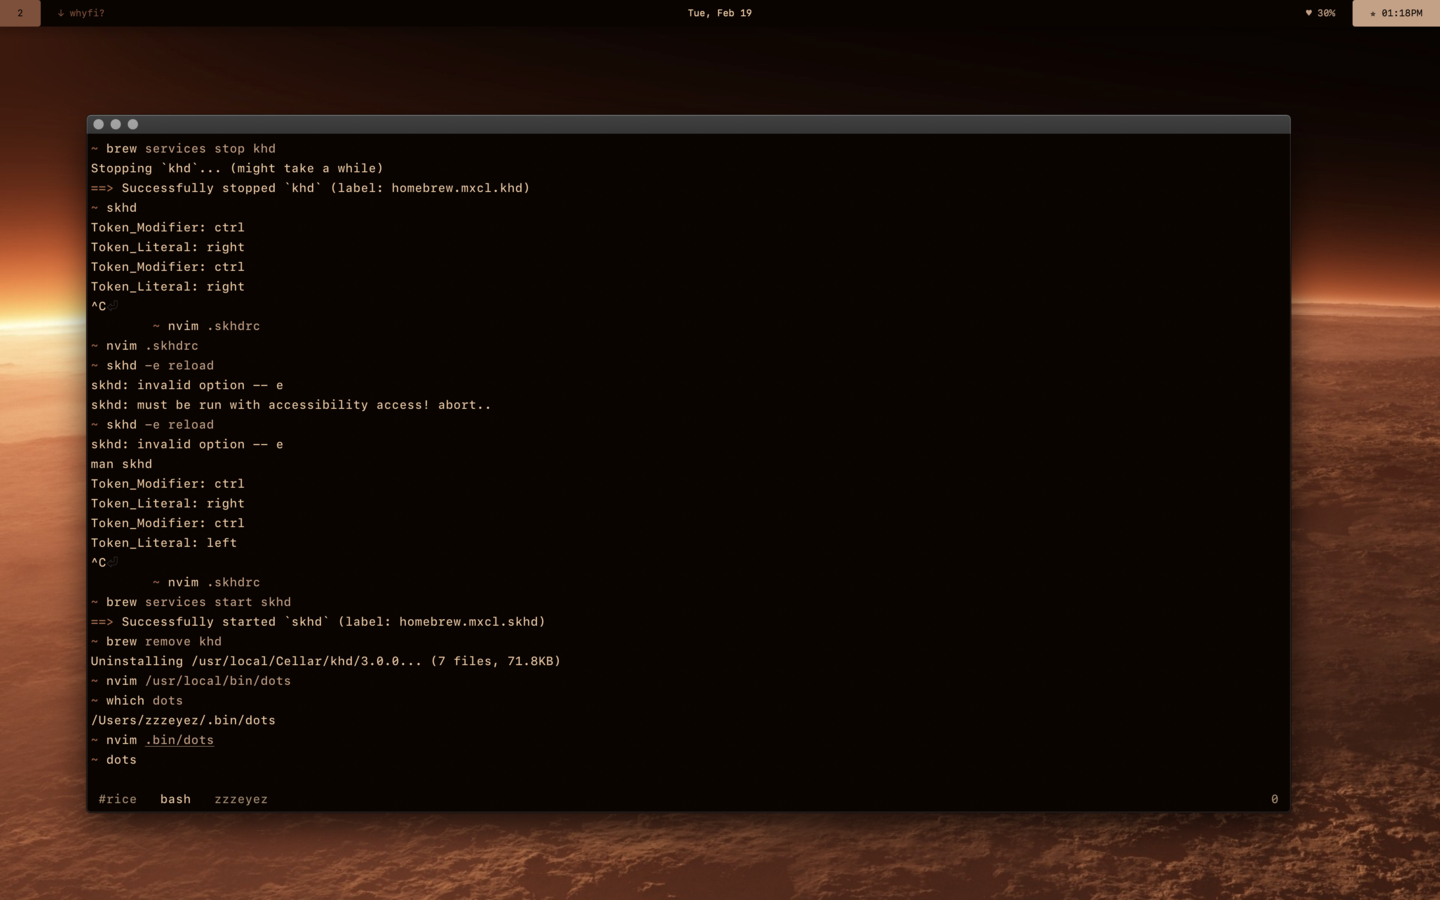 2 ↓ whyfi? Tue, Feb 19 ♥ 30% ★ 01:18PM
~ brew services stop khd
Stopping `khd`... (might take a while)
==> Successfully stopped `khd` (label: homebrew.mxcl.khd)
~ skhd
Token_Modifier: ctrl
Token_Literal: right
Token_Modifier: ctrl
Token_Literal: right
^C⏎
~ nvim .skhdrc
~ nvim .skhdrc
~ skhd -e reload
skhd: invalid option -- e
skhd: must be run with accessibility access! abort..
~ skhd -e reload
skhd: invalid option -- e
man skhd
Token_Modifier: ctrl
Token_Literal: right
Token_Modifier: ctrl
Token_Literal: left
^C⏎
~ nvim .skhdrc
~ brew services start skhd
==> Successfully started `skhd` (label: homebrew.mxcl.skhd)
~ brew remove khd
Uninstalling /usr/local/Cellar/khd/3.0.0... (7 files, 71.8KB)
~ nvim /usr/local/bin/dots
~ which dots
/Users/zzzeyez/.bin/dots
~ nvim .bin/dots
~ dots
#rice bash zzzeyez 0